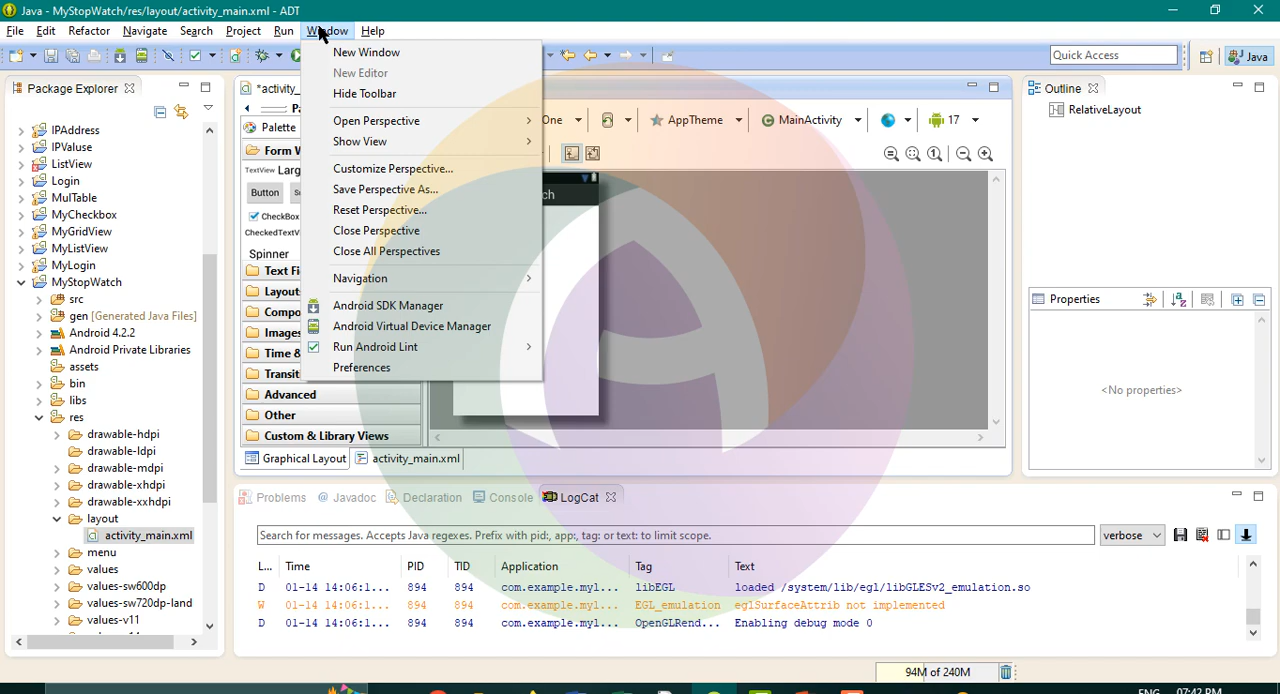 Java - MyStopWatch/res/layout/activity_main.xml - ADT
File Edit Refactor Navigate Search Project Run Window Help
Quick Access
Java
Package Explorer
IPAddress
IPValuse
ListView
Login
MulTable
MyCheckbox
MyGridView
MyListView
MyLogin
MyStopWatch
src
gen [Generated Java Files]
Android 4.2.2
Android Private Libraries
assets
bin
libs
res
drawable-hdpi
drawable-ldpi
drawable-mdpi
drawable-xhdpi
drawable-xxhdpi
layout
activity_main.xml
menu
values
values-sw600dp
values-sw720dp-land
values-v11
*activity_
Palette
Form W
TextView Larg
Button
CheckBox
CheckedTextV
Spinner
Text Fi
Layout
Compo
Images
Time &
Transiti
Advanced
Other
Custom & Library Views
New Window
New Editor
Hide Toolbar
Open Perspective
Show View
Customize Perspective...
Save Perspective As...
Reset Perspective...
Close Perspective
Close All Perspectives
Navigation
Android SDK Manager
Android Virtual Device Manager
Run Android Lint
Preferences
One AppTheme MainActivity 17
ch
Graphical Layout activity_main.xml
Outline
RelativeLayout
Properties
<No properties>
Problems @ Javadoc Declaration Console LogCat
Search for messages. Accepts Java regexes. Prefix with pid:, app:, tag: or text: to limit scope.
verbose
L... Time PID TID Application Tag Text
D 01-14 14:06:1... 894 894 com.example.myl... libEGL loaded /system/lib/egl/libGLESv2_emulation.so
W 01-14 14:06:1... 894 894 com.example.myl... EGL_emulation eglSurfaceAttrib not implemented
D 01-14 14:06:1... 894 894 com.example.myl... OpenGLRend... Enabling debug mode 0
94M of 240M
ENG 07:42 PM